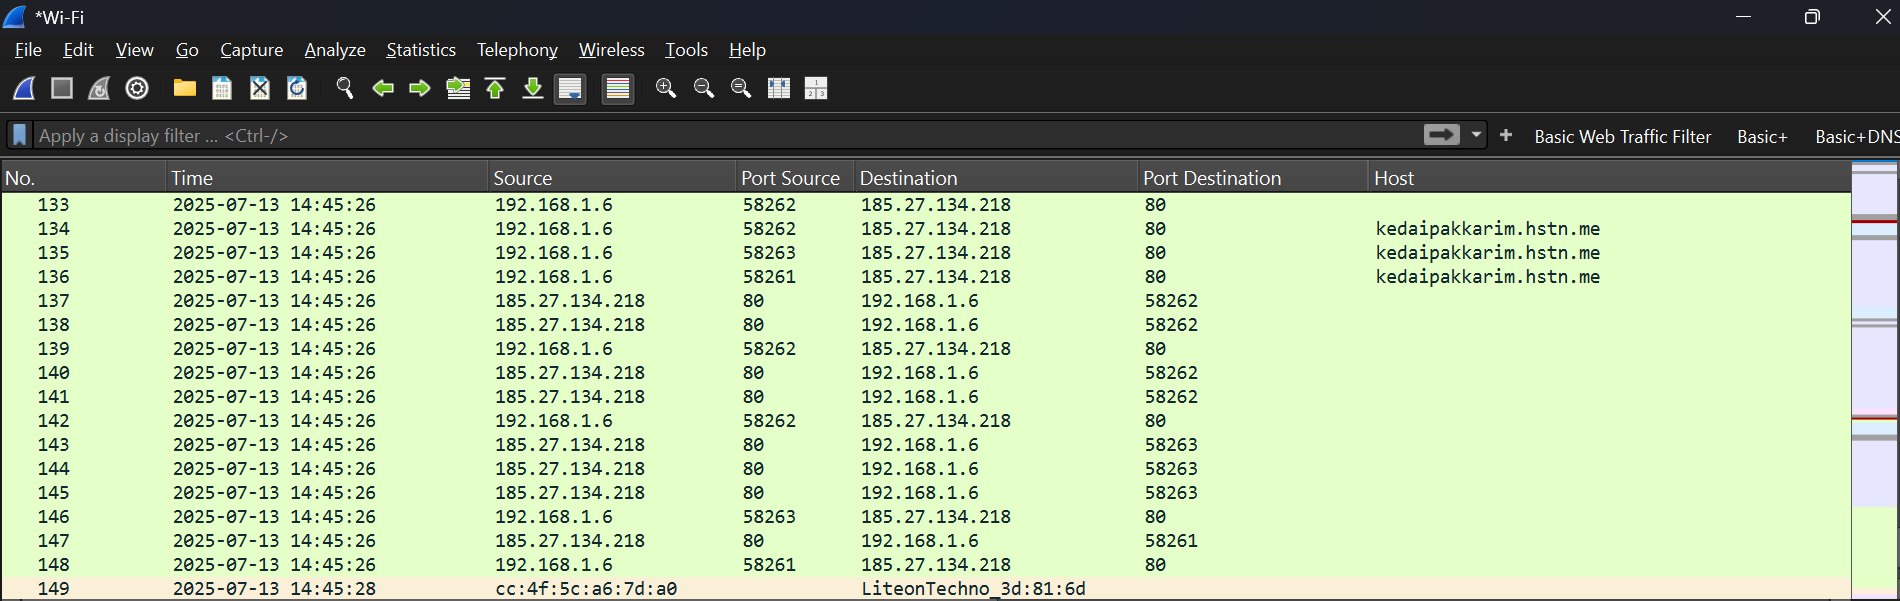 *Wi-Fi
File Edit View Go Capture Analyze Statistics Telephony Wireless Tools Help
Apply a display filter ... <Ctrl-/> + Basic Web Traffic Filter Basic+ Basic+DNS
No. Time Source Port Source Destination Port Destination Host
133 2025-07-13 14:45:26 192.168.1.6 58262 185.27.134.218 80
134 2025-07-13 14:45:26 192.168.1.6 58262 185.27.134.218 80 kedaipakkarim.hstn.me
135 2025-07-13 14:45:26 192.168.1.6 58263 185.27.134.218 80 kedaipakkarim.hstn.me
136 2025-07-13 14:45:26 192.168.1.6 58261 185.27.134.218 80 kedaipakkarim.hstn.me
137 2025-07-13 14:45:26 185.27.134.218 80 192.168.1.6 58262
138 2025-07-13 14:45:26 185.27.134.218 80 192.168.1.6 58262
139 2025-07-13 14:45:26 192.168.1.6 58262 185.27.134.218 80
140 2025-07-13 14:45:26 185.27.134.218 80 192.168.1.6 58262
141 2025-07-13 14:45:26 185.27.134.218 80 192.168.1.6 58262
142 2025-07-13 14:45:26 192.168.1.6 58262 185.27.134.218 80
143 2025-07-13 14:45:26 185.27.134.218 80 192.168.1.6 58263
144 2025-07-13 14:45:26 185.27.134.218 80 192.168.1.6 58263
145 2025-07-13 14:45:26 185.27.134.218 80 192.168.1.6 58263
146 2025-07-13 14:45:26 192.168.1.6 58263 185.27.134.218 80
147 2025-07-13 14:45:26 185.27.134.218 80 192.168.1.6 58261
148 2025-07-13 14:45:26 192.168.1.6 58261 185.27.134.218 80
149 2025-07-13 14:45:28 cc:4f:5c:a6:7d:a0 LiteonTechno_3d:81:6d